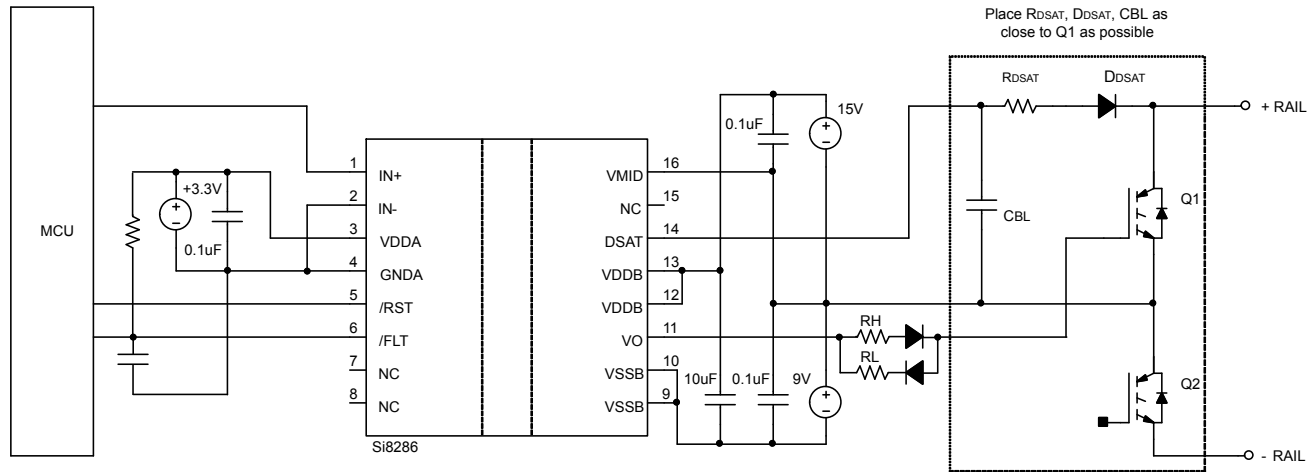 Place RDSAT, DDSAT, CBL as
close to Q1 as possible
RDSAT
DDSAT
+ RAIL
15V
0.1uF
1
IN+
VMID
16
+3.3V
2
IN-
NC
15
Q1
MCU
0.1uF
3
VDDA
DSAT
14
CBL
4
GNDA
VDDB
13
5
/RST
VDDB
12
6
/FLT
VO
11
RH
RL
7
NC
VSSB
10
10uF
0.1uF
9V
Q2
8
NC
VSSB
9
Si8286
- RAIL